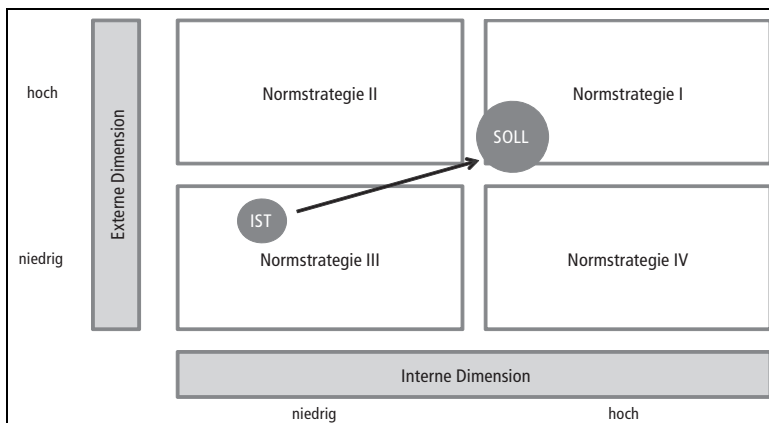 hoch
Externe Dimension
niedrig
Normstrategie II
Normstrategie I
SOLL
IST
Normstrategie III
Normstrategie IV
Interne Dimension
niedrig
hoch